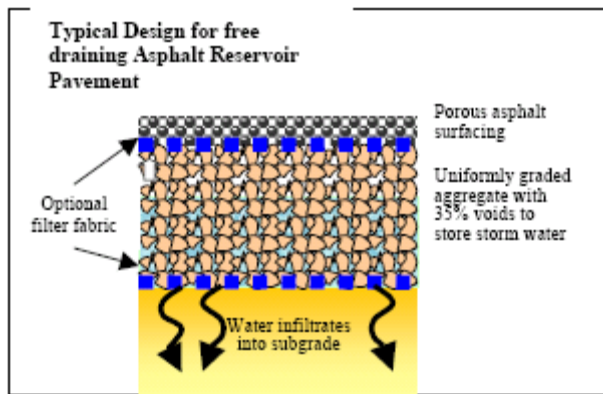 Typical Design for free
draining Asphalt Reservoir
Pavement
Porous asphalt
surfacing
Uniformly graded
aggregate with
35% voids to
store storm water
Optional
filter fabric
Water infiltrates
into subgrade